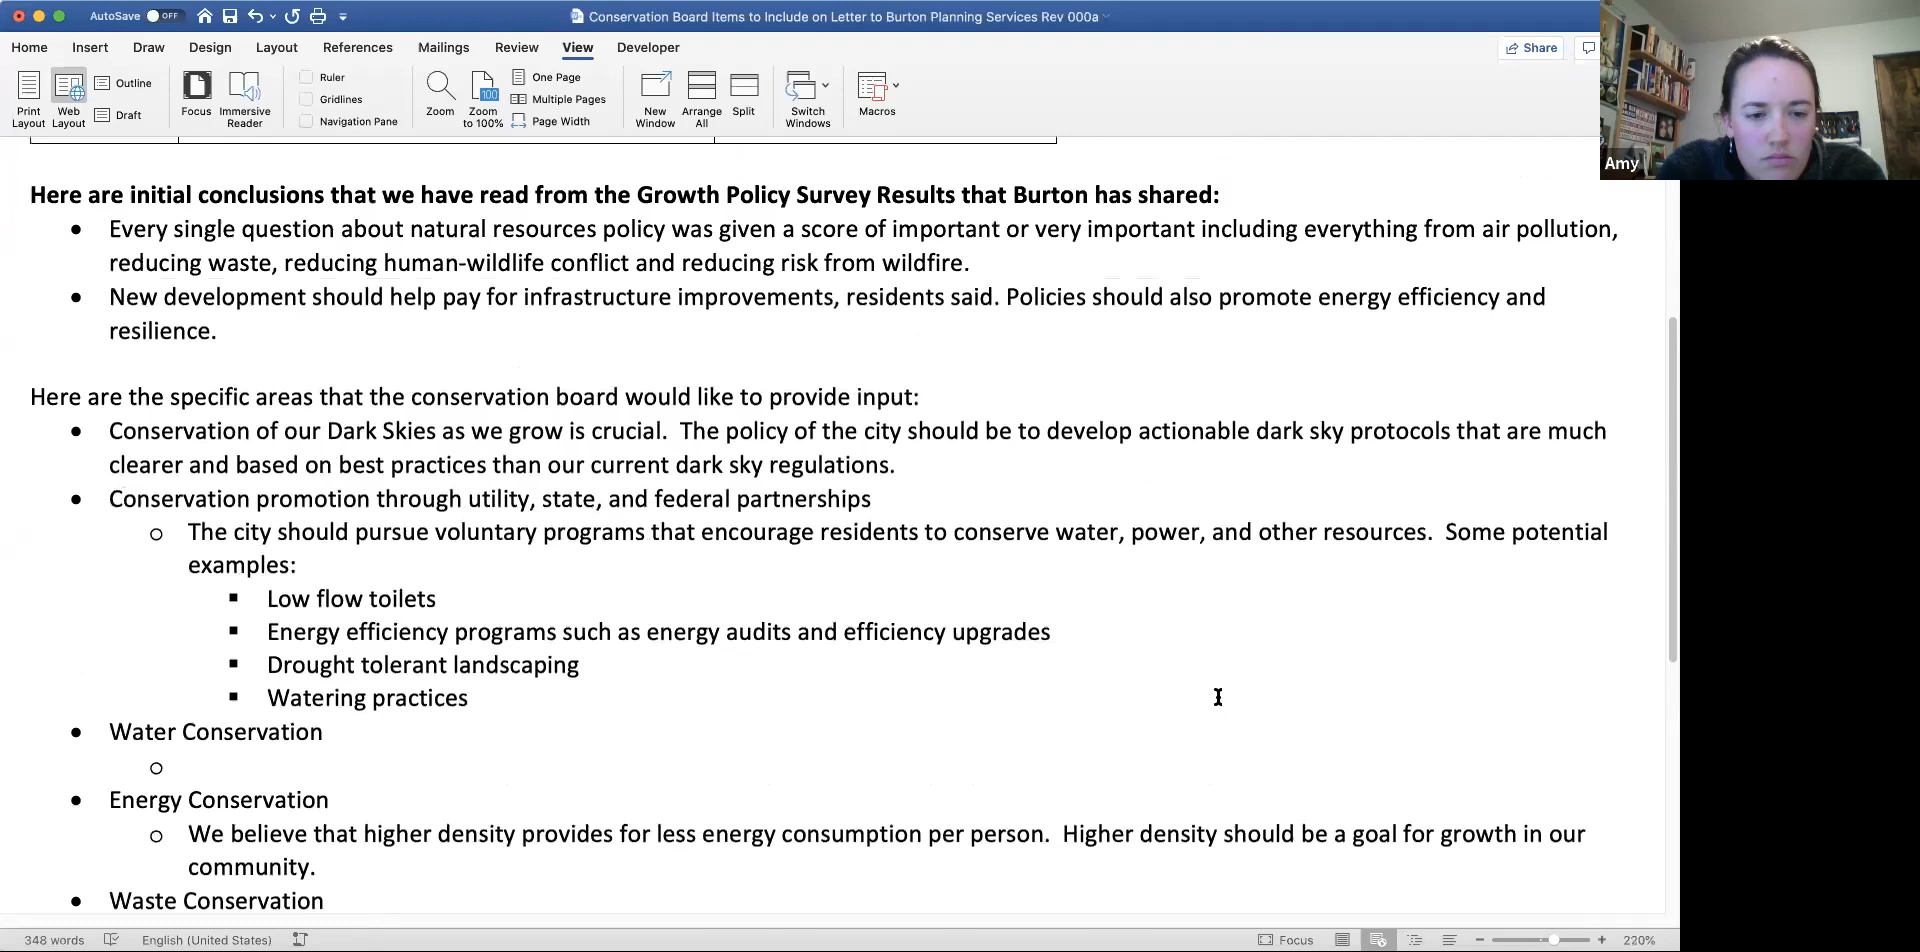 AutoSave OFF
Conservation Board Items to Include on Letter to Burton Planning Services Rev 000a
Home Insert Draw Design Layout References Mailings Review View Developer
Share
Print Layout
Web Layout
Outline
Draft
Focus
Immersive Reader
Ruler
Gridlines
Navigation Pane
Zoom
Zoom to 100%
100
One Page
Multiple Pages
Page Width
New Window
Arrange All
Split
Switch Windows
Macros
Amy
Here are initial conclusions that we have read from the Growth Policy Survey Results that Burton has shared:
• Every single question about natural resources policy was given a score of important or very important including everything from air pollution,
reducing waste, reducing human-wildlife conflict and reducing risk from wildfire.
• New development should help pay for infrastructure improvements, residents said. Policies should also promote energy efficiency and
resilience.
Here are the specific areas that the conservation board would like to provide input:
• Conservation of our Dark Skies as we grow is crucial.  The policy of the city should be to develop actionable dark sky protocols that are much
clearer and based on best practices than our current dark sky regulations.
• Conservation promotion through utility, state, and federal partnerships
o The city should pursue voluntary programs that encourage residents to conserve water, power, and other resources.  Some potential
examples:
▪ Low flow toilets
▪ Energy efficiency programs such as energy audits and efficiency upgrades
▪ Drought tolerant landscaping
▪ Watering practices
• Water Conservation
o
• Energy Conservation
o We believe that higher density provides for less energy consumption per person.  Higher density should be a goal for growth in our
community.
• Waste Conservation
348 words English (United States) Focus 220%